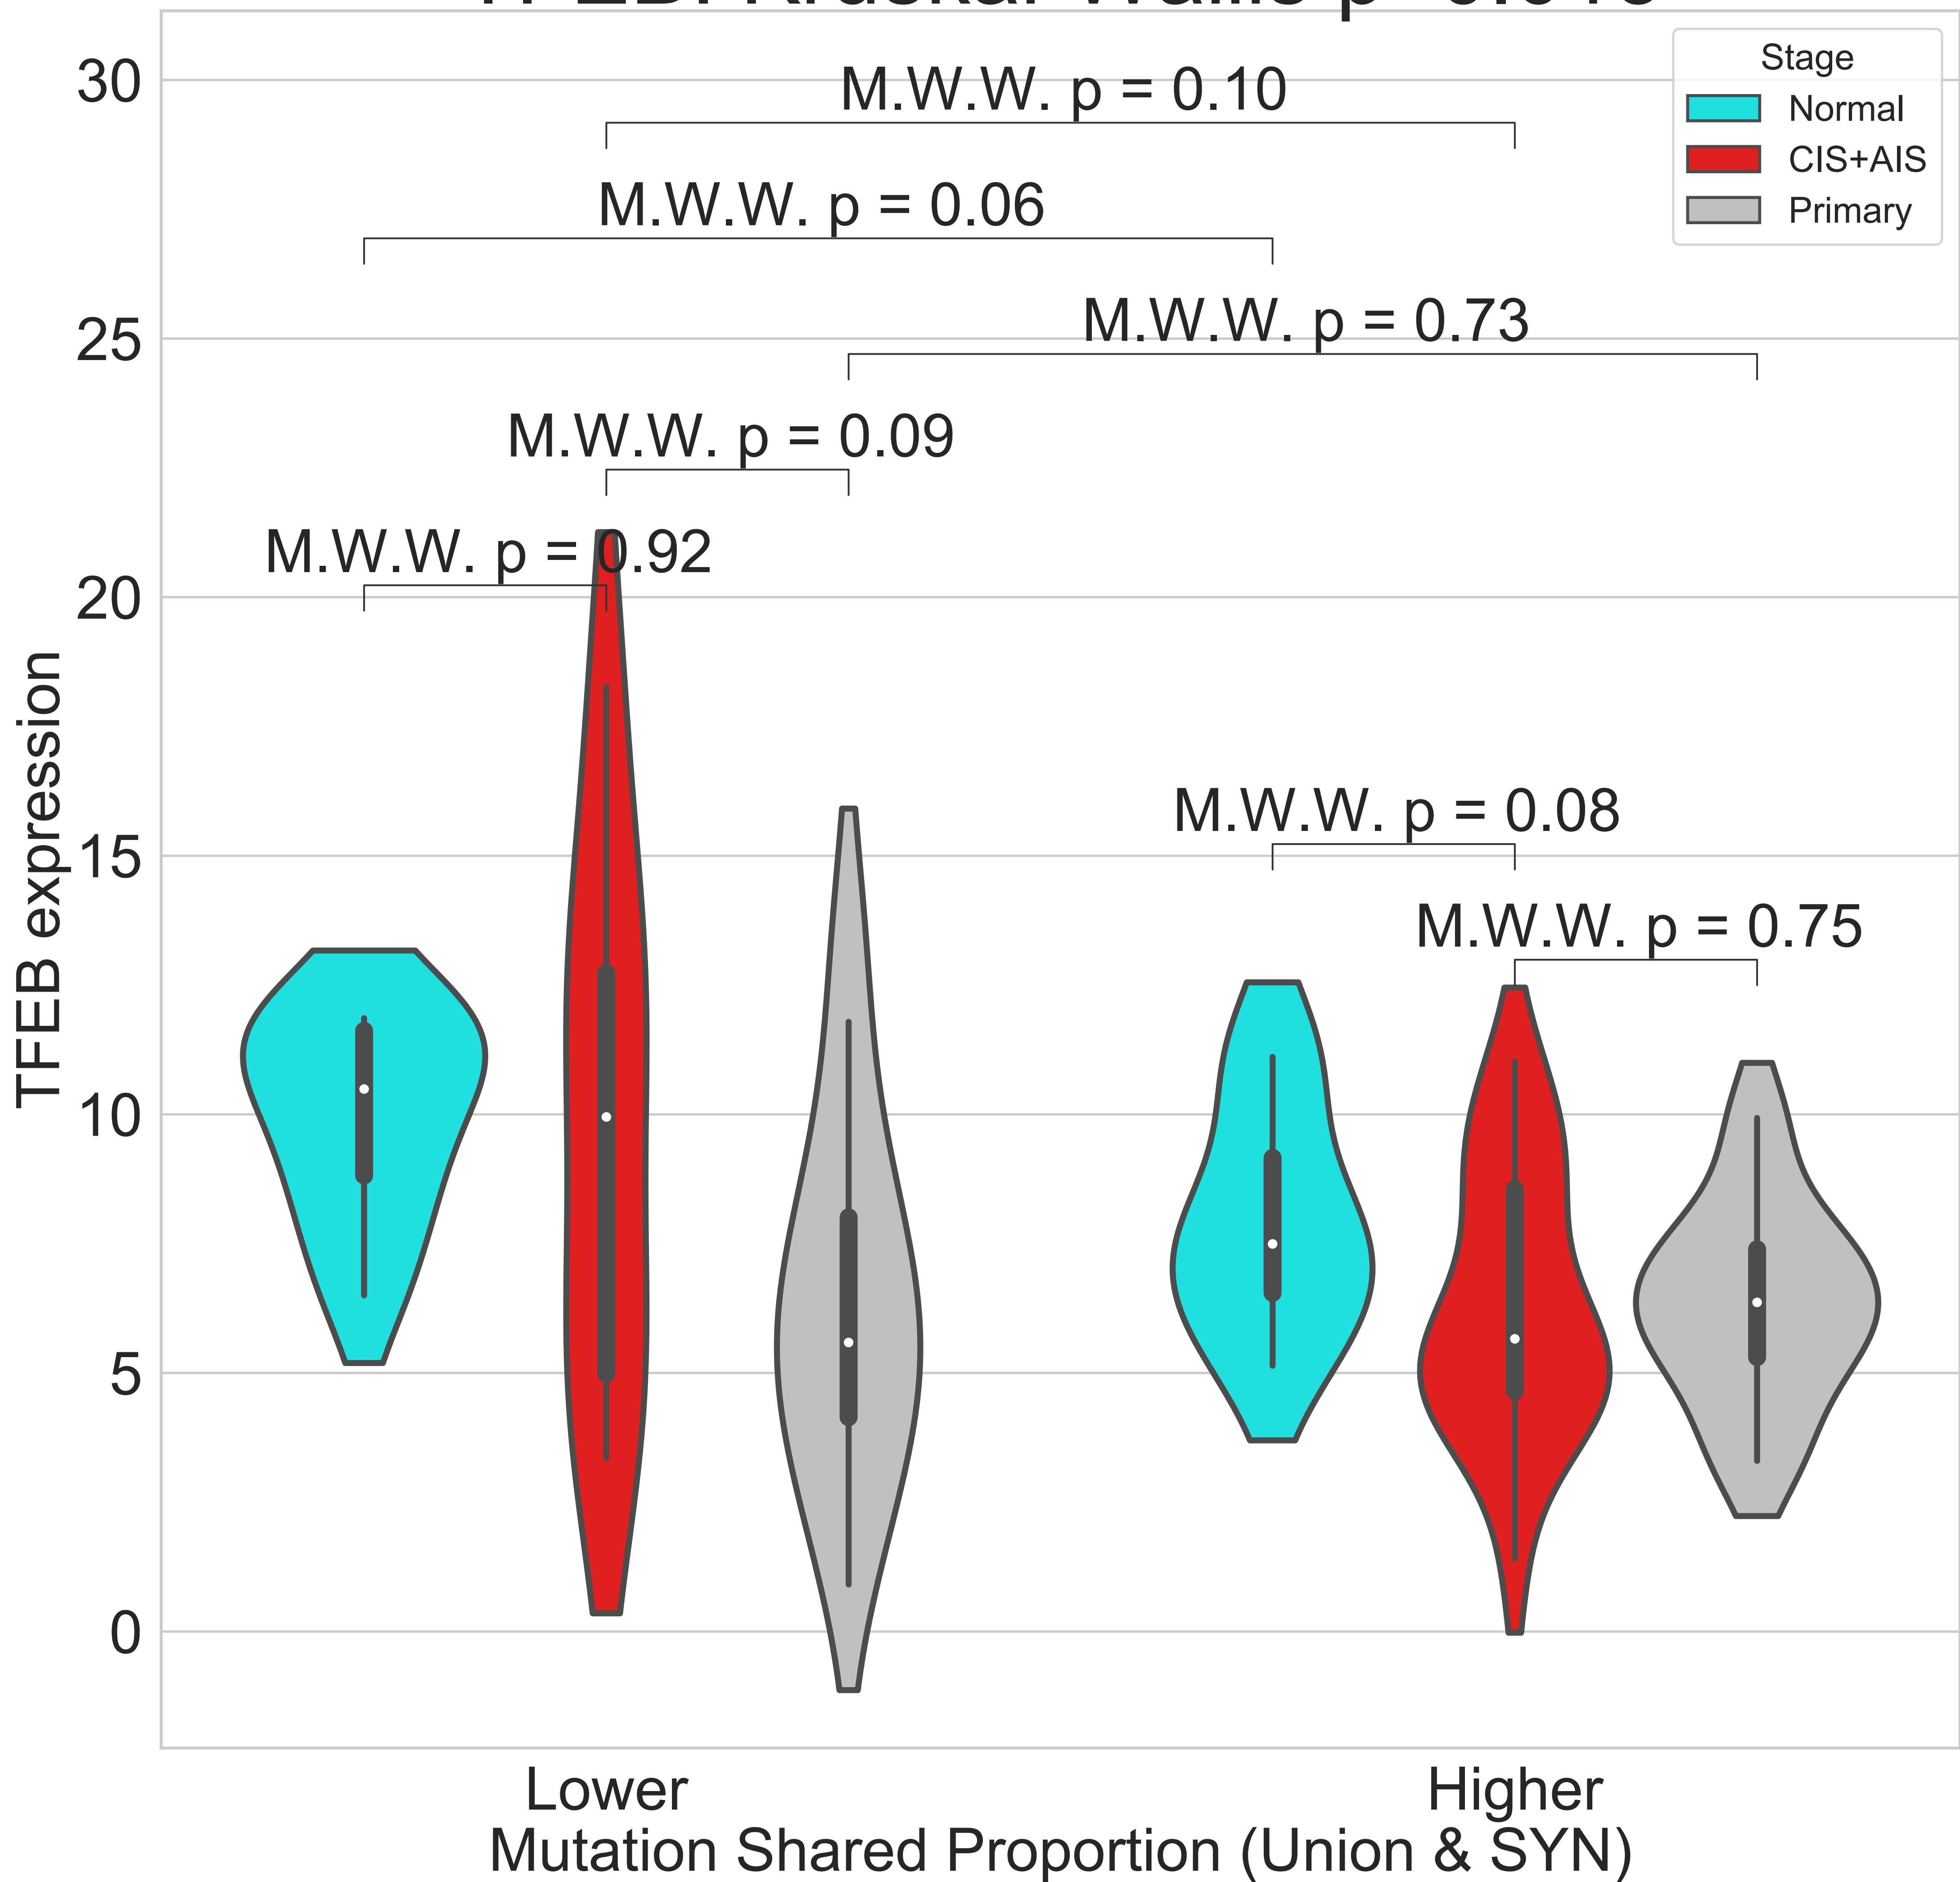 30
25
20
15
10
5
0
TFEB expression
M.W.W. p = 0.10
M.W.W. p = 0.06
M.W.W. p = 0.73
M.W.W. p = 0.09
M.W.W. p = 0.92
M.W.W. p = 0.08
M.W.W. p = 0.75
Stage
Normal
CIS+AIS
Primary
Lower
Higher
Mutation Shared Proportion (Union & SYN)